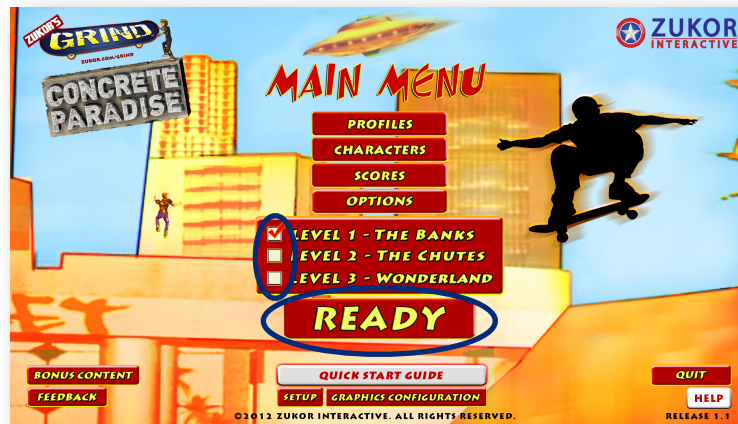 ZUKOR'S
GRIND
ZUKOR.COM/GRIND
CONCRETE
PARADISE
ZUKOR
INTERACTIVE
MAIN MENU
PROFILES
CHARACTERS
SCORES
OPTIONS
LEVEL 1 - THE BANKS
LEVEL 2 - THE CHUTES
LEVEL 3 - WONDERLAND
READY
BONUS CONTENT
QUICK START GUIDE
QUIT
FEEDBACK
SETUP
GRAPHICS CONFIGURATION
HELP
©2012 ZUKOR INTERACTIVE. ALL RIGHTS RESERVED.
RELEASE 1.1